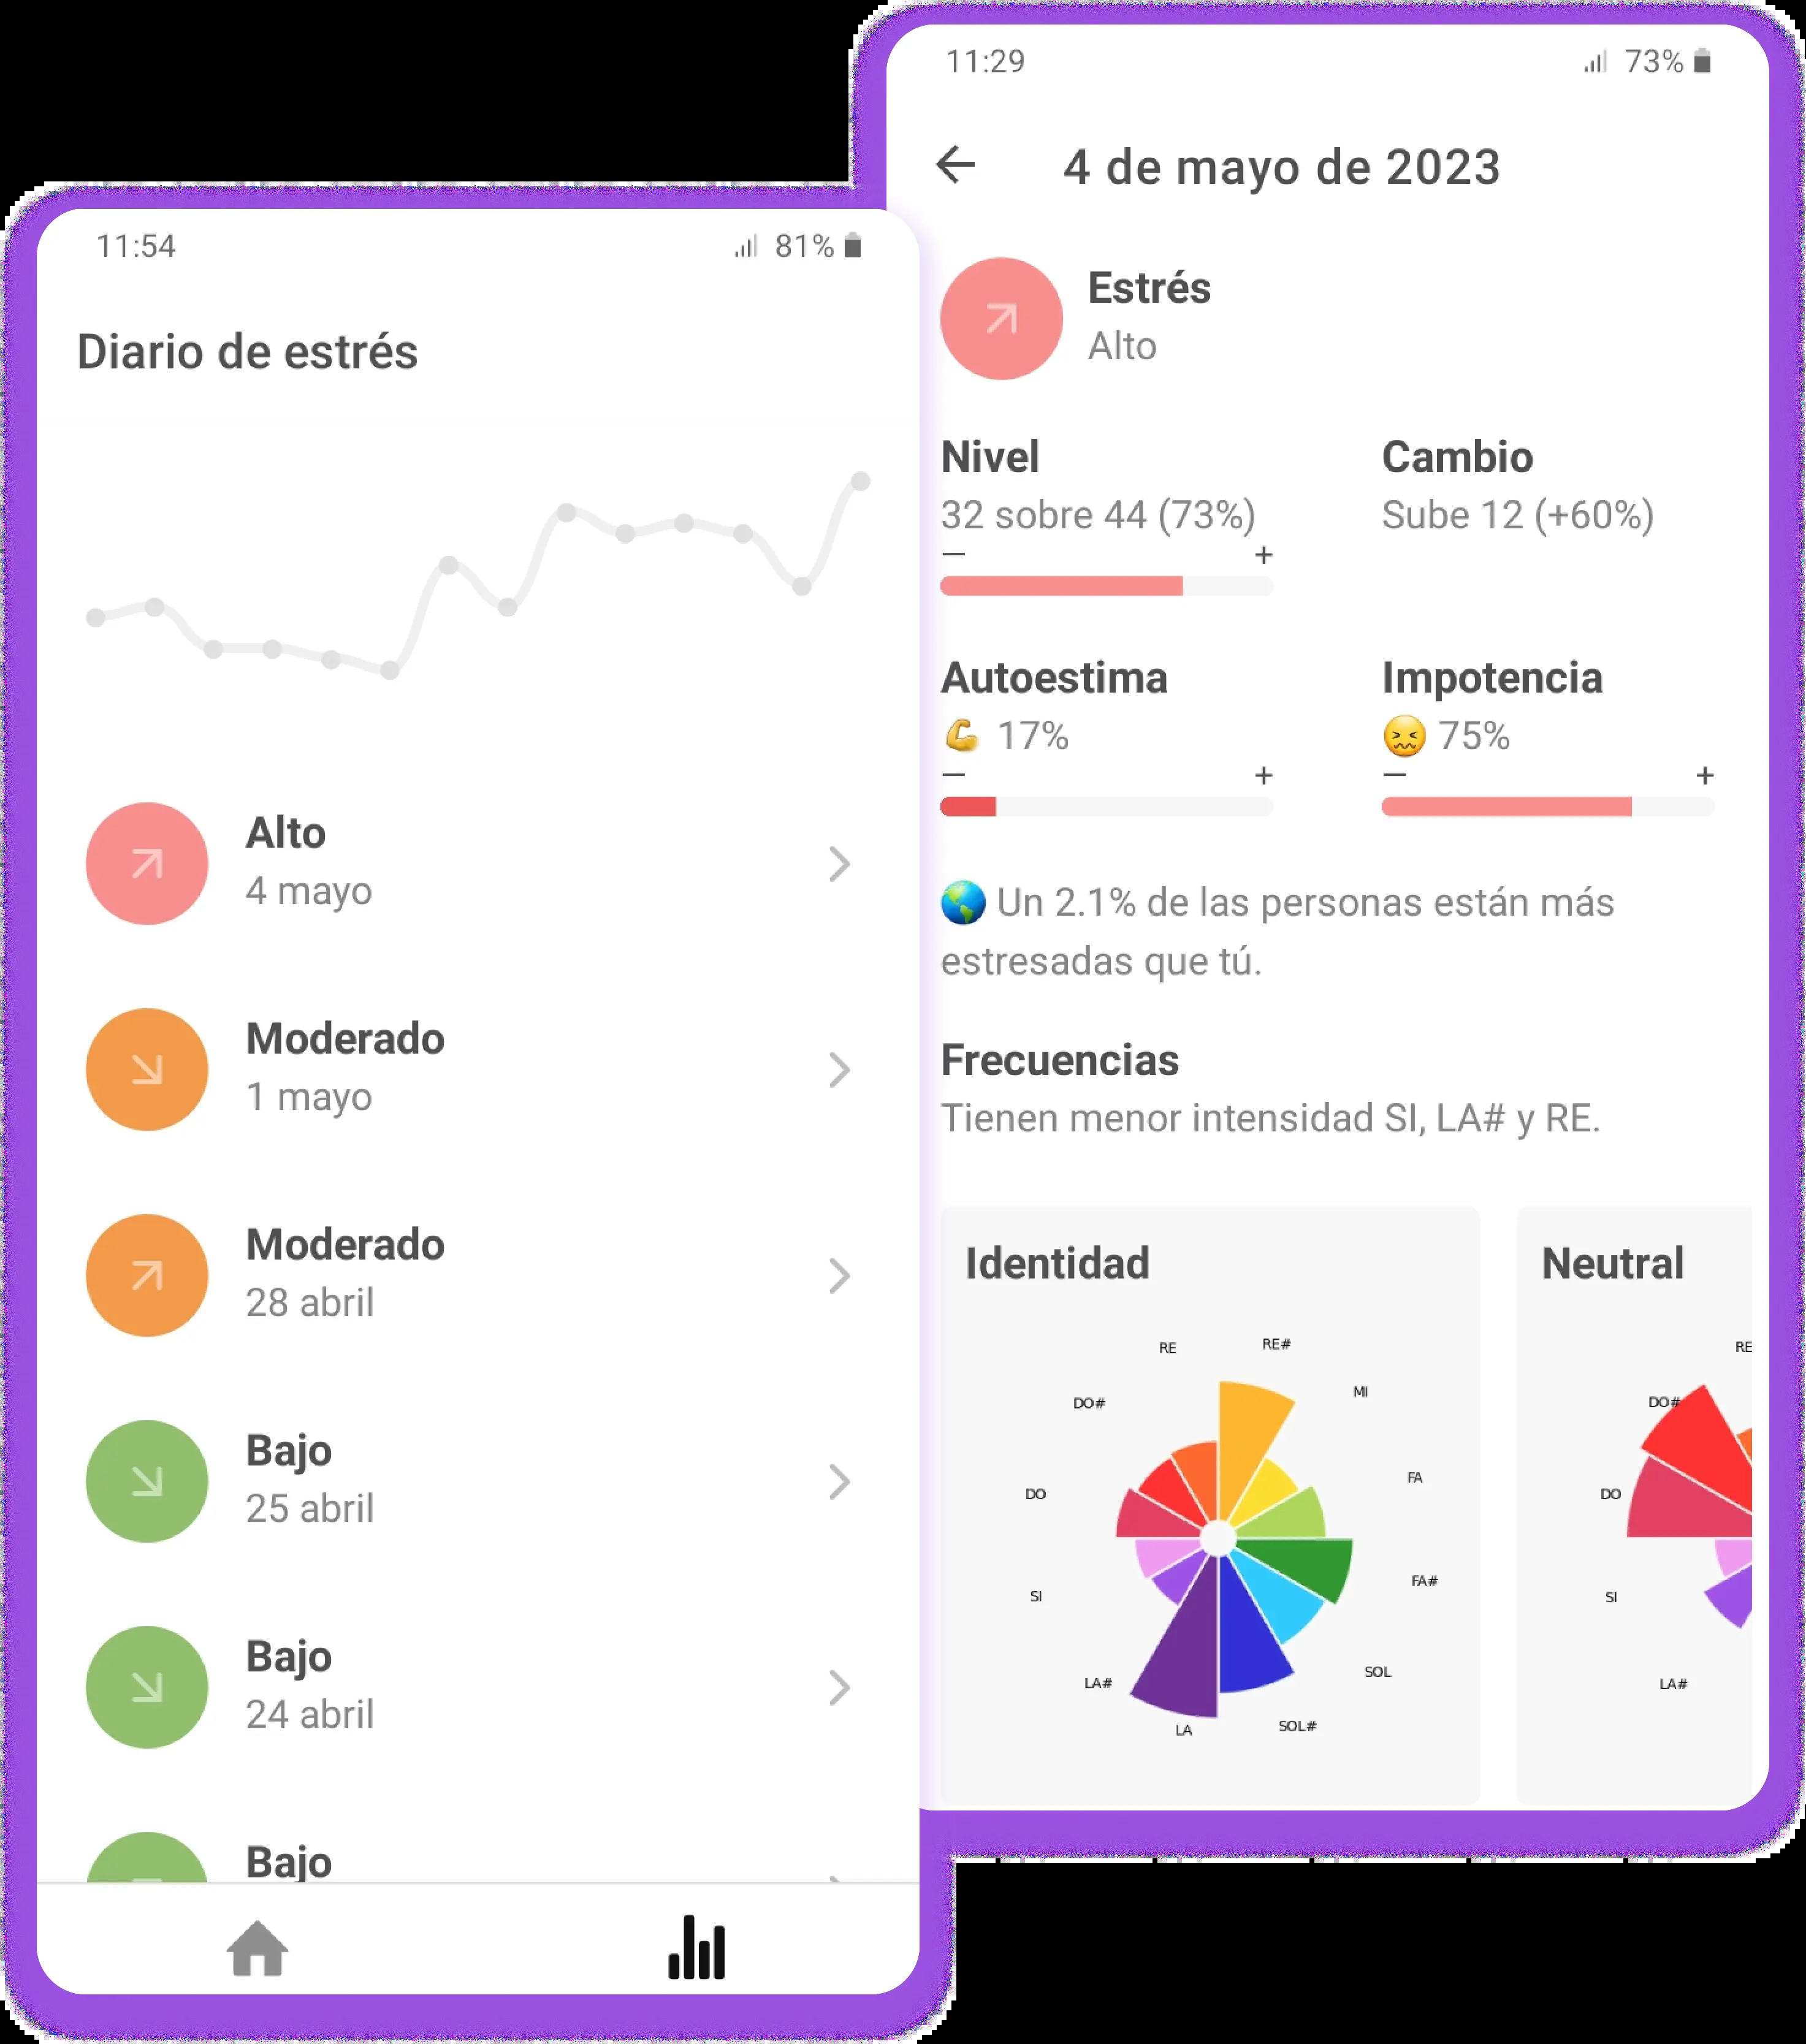 11:54
81%
Diario de estrés
Alto
4 mayo
Moderado
1 mayo
Moderado
28 abril
Bajo
25 abril
Bajo
24 abril
Bajo
11:29
73%
4 de mayo de 2023
Estrés
Alto
Nivel
32 sobre 44 (73%)
− +
Cambio
Sube 12 (+60%)
Autoestima
💪 17%
− +
Impotencia
😖 75%
− +
🌎 Un 2.1% de las personas están más
estresadas que tú.
Frecuencias
Tienen menor intensidad SI, LA# y RE.
Identidad
RE
RE#
DO#
MI
DO
FA
SI
FA#
LA#
SOL
LA
SOL#
Neutral
RE
DO#
DO
SI
LA#